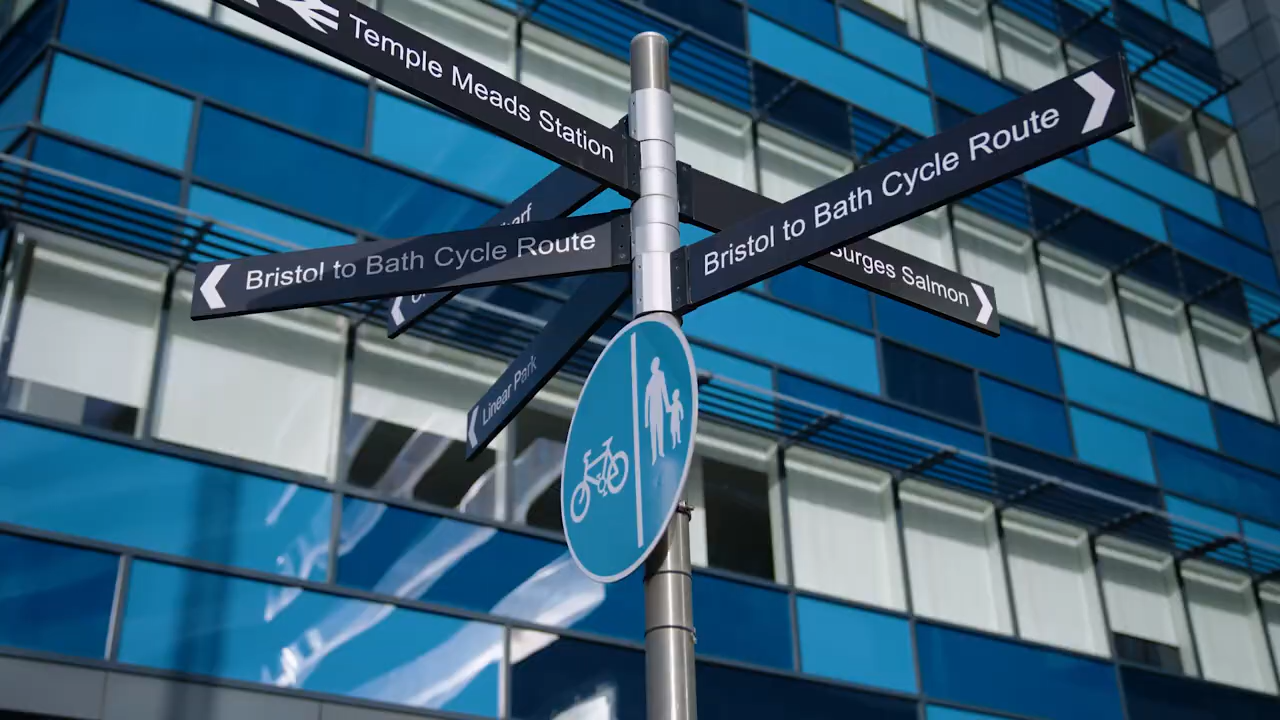 Temple Meads Station
Bristol to Bath Cycle Route
Bristol to Bath Cycle Route
Burges Salmon
Linear Park